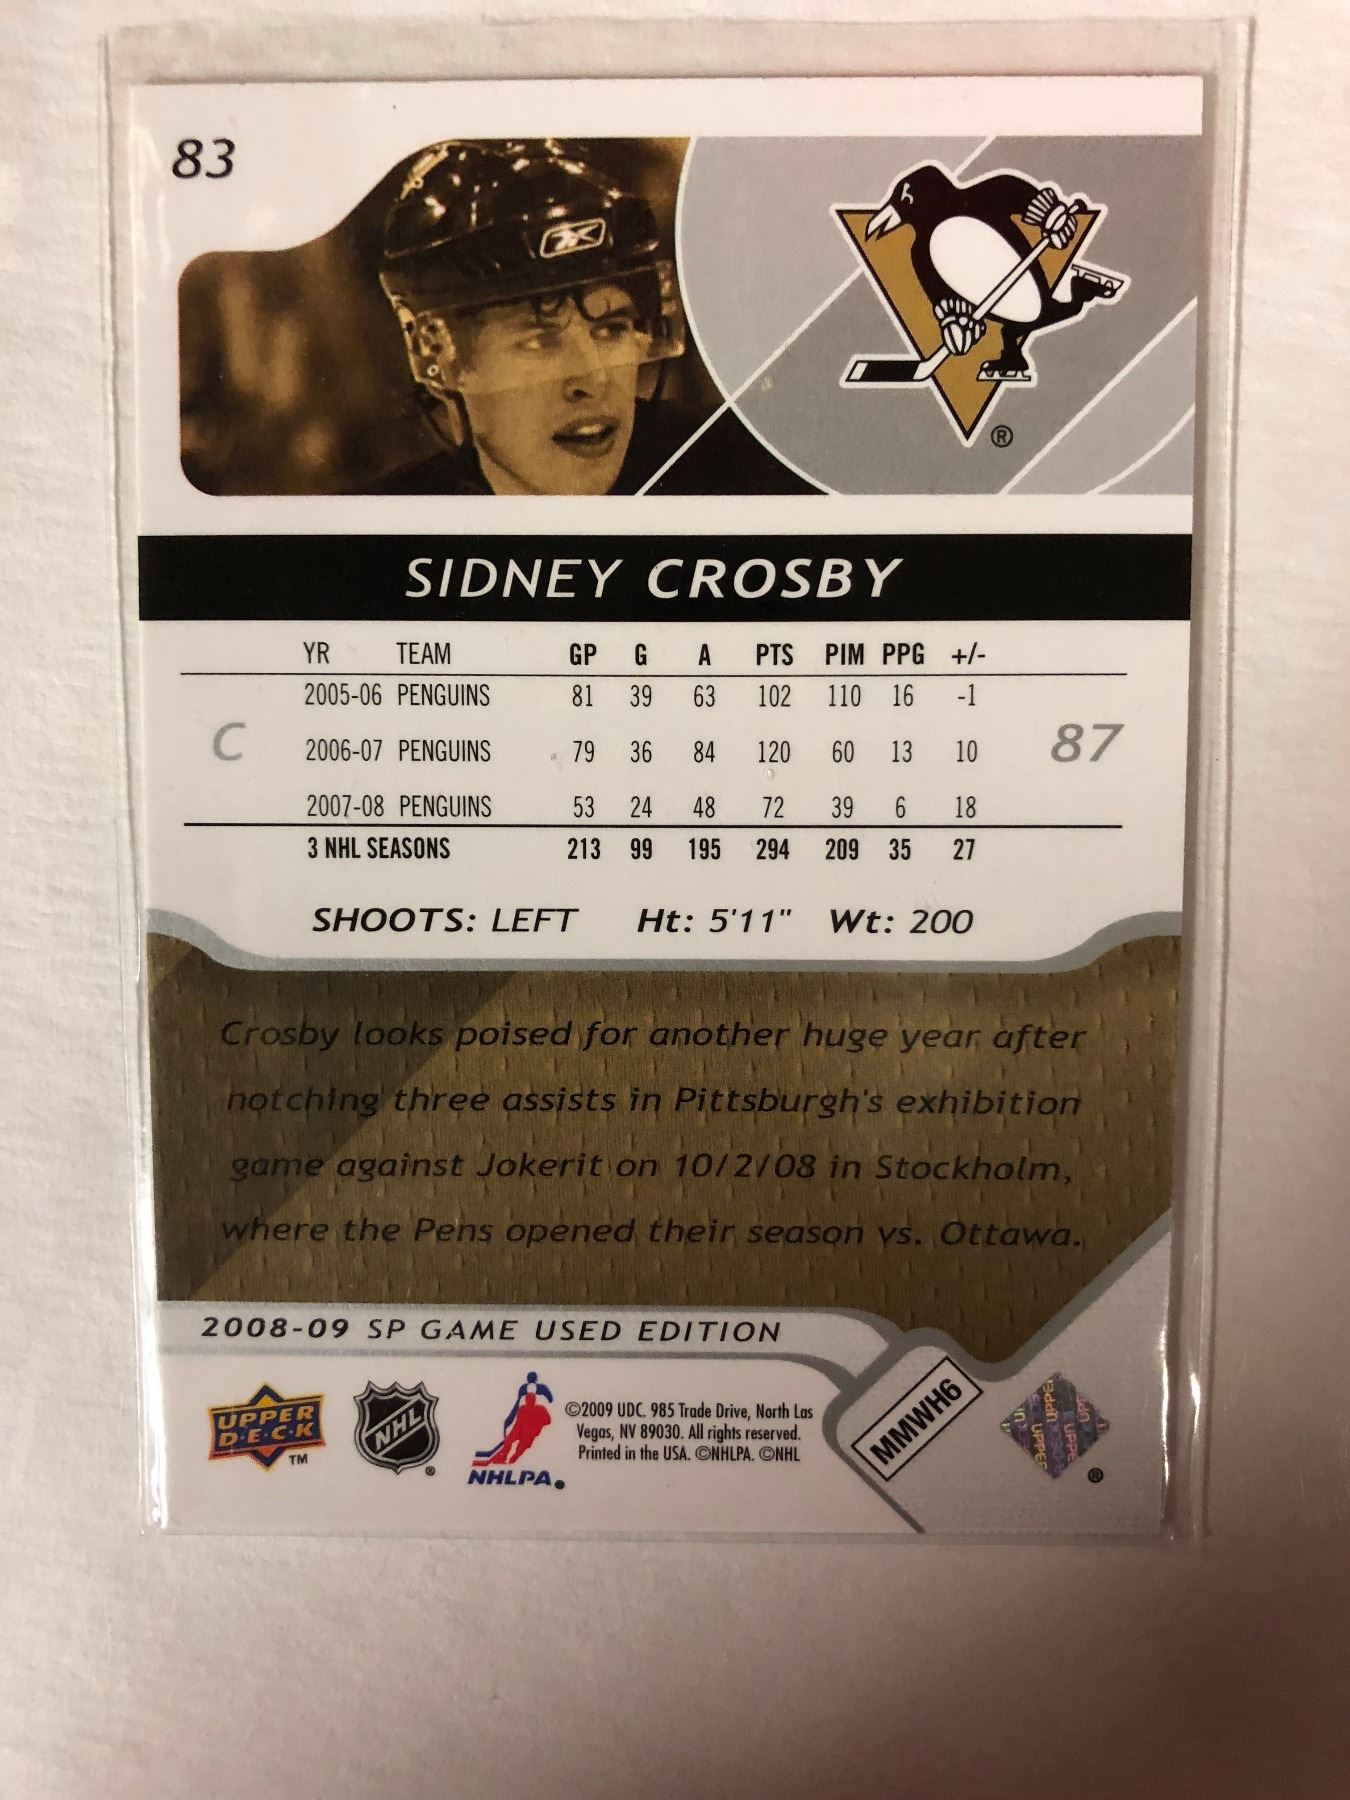 83
®
SIDNEY CROSBY
YR TEAM GP G A PTS PIM PPG +/-
2005-06 PENGUINS 81 39 63 102 110 16 -1
C 2006-07 PENGUINS 79 36 84 120 60 13 10 87
2007-08 PENGUINS 53 24 48 72 39 6 18
3 NHL SEASONS 213 99 195 294 209 35 27
SHOOTS: LEFT Ht: 5'11" Wt: 200
Crosby looks poised for another huge year after
notching three assists in Pittsburgh's exhibition
game against Jokerit on 10/2/08 in Stockholm,
where the Pens opened their season vs. Ottawa.
2008-09 SP GAME USED EDITION
UPPER
D·E·C·K
TM
NHL
®
NHLPA®
©2009 UDC. 985 Trade Drive, North Las
Vegas, NV 89030. All rights reserved.
Printed in the USA. ©NHLPA. ©NHL
MMWH6
®